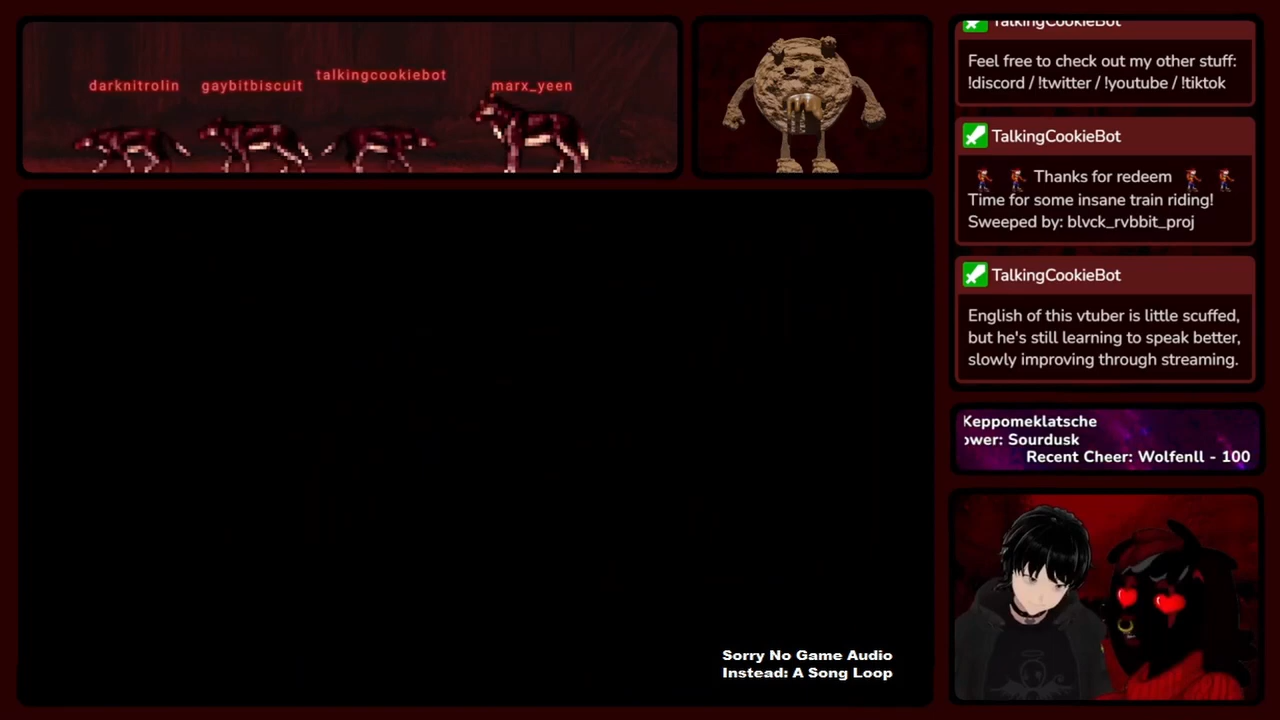 darknitrolin
gaybitbiscuit
talkingcookiebot
marx_yeen
TalkingCookieBot
Feel free to check out my other stuff:
!discord / !twitter / !youtube / !tiktok
TalkingCookieBot
Thanks for redeem
Time for some insane train riding!
Sweeped by: blvck_rvbbit_proj
TalkingCookieBot
English of this vtuber is little scuffed,
but he's still learning to speak better,
slowly improving through streaming.
Keppomeklatsche
ower: Sourdusk
Recent Cheer: Wolfenll - 100
Sorry No Game Audio
Instead: A Song Loop